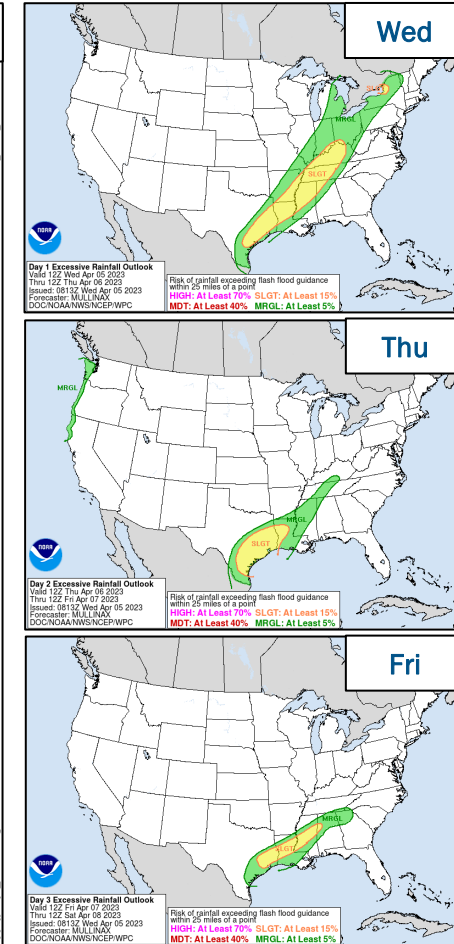 Wed
SLGT
MRGL
SLGT
NOAA
Day 1 Excessive Rainfall Outlook
Valid 12Z Wed Apr 05 2023
Thru 12Z Thu Apr 06 2023
Issued: 0813Z Wed Apr 05 2023
Forecaster: MULLINAX
DOC/NOAA/NWS/NCEP/WPC
Risk of rainfall exceeding flash flood guidance
within 25 miles of a point
HIGH: At Least 70% SLGT: At Least 15%
MDT: At Least 40% MRGL: At Least 5%
Thu
MRGL
MRGL
SLGT
NOAA
Day 2 Excessive Rainfall Outlook
Valid 12Z Thu Apr 06 2023
Thru 12Z Fri Apr 07 2023
Issued: 0813Z Wed Apr 05 2023
Forecaster: MULLINAX
DOC/NOAA/NWS/NCEP/WPC
Risk of rainfall exceeding flash flood guidance
within 25 miles of a point
HIGH: At Least 70% SLGT: At Least 15%
MDT: At Least 40% MRGL: At Least 5%
Fri
MRGL
SLGT
NOAA
Day 3 Excessive Rainfall Outlook
Valid 12Z Fri Apr 07 2023
Thru 12Z Sat Apr 08 2023
Issued: 0813Z Wed Apr 05 2023
Forecaster: MULLINAX
DOC/NOAA/NWS/NCEP/WPC
Risk of rainfall exceeding flash flood guidance
within 25 miles of a point
HIGH: At Least 70% SLGT: At Least 15%
MDT: At Least 40% MRGL: At Least 5%